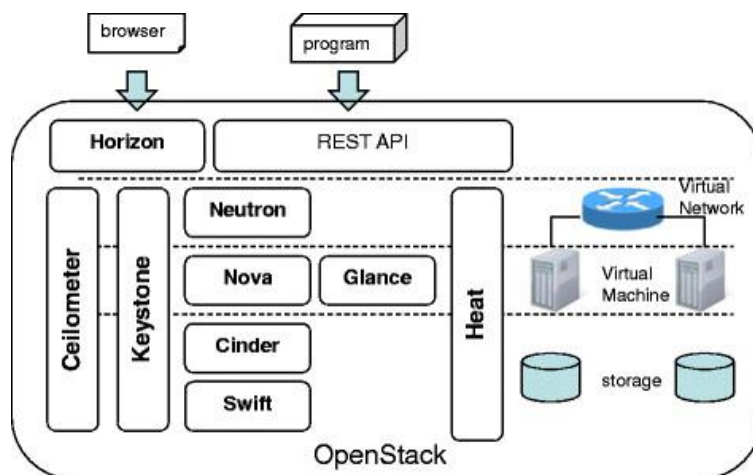 browser
program
Horizon
REST API
Ceilometer
Keystone
Neutron
Nova
Glance
Cinder
Swift
Heat
Virtual
Network
Virtual
Machine
storage
OpenStack